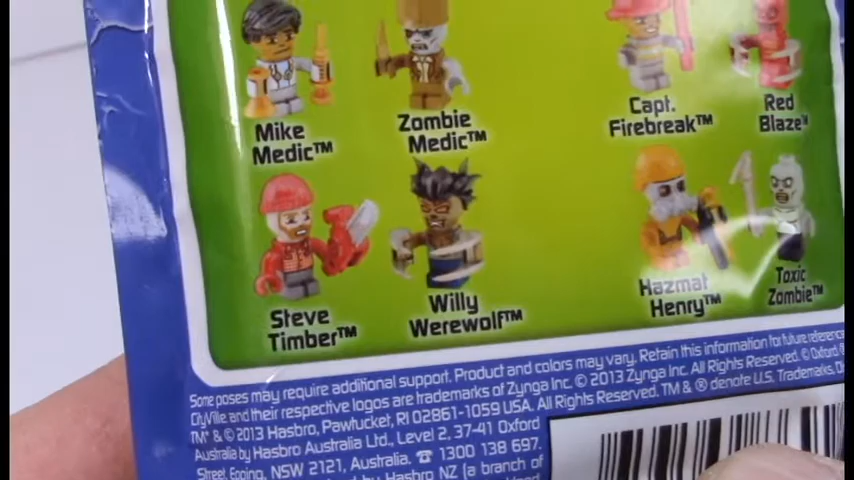 Mike
Medic™
Zombie
Medic™
Capt.
Firebreak™
Red
Blaze™
Steve
Timber™
Willy
Werewolf™
Hazmat
Henry™
Toxic
Zombie™
Some poses may require additional support. Product and colors may vary. Retain this information for future reference
CityVille and their respective logos are trademarks of Zynga Inc © 2013 Zynga Inc. All Rights Reserved. © Oxford
™ & © 2013 Hasbro, Pawtucket, RI 02861-1059 USA. All Rights Reserved. TM & ® denote U.S. Trademarks.
Hasbro Australia Ltd., Level 2, 37-41 Oxford
Street, Epping, NSW 2121, Australia. ☎ 1300 138 697.
by Hasbro NZ (a branch of